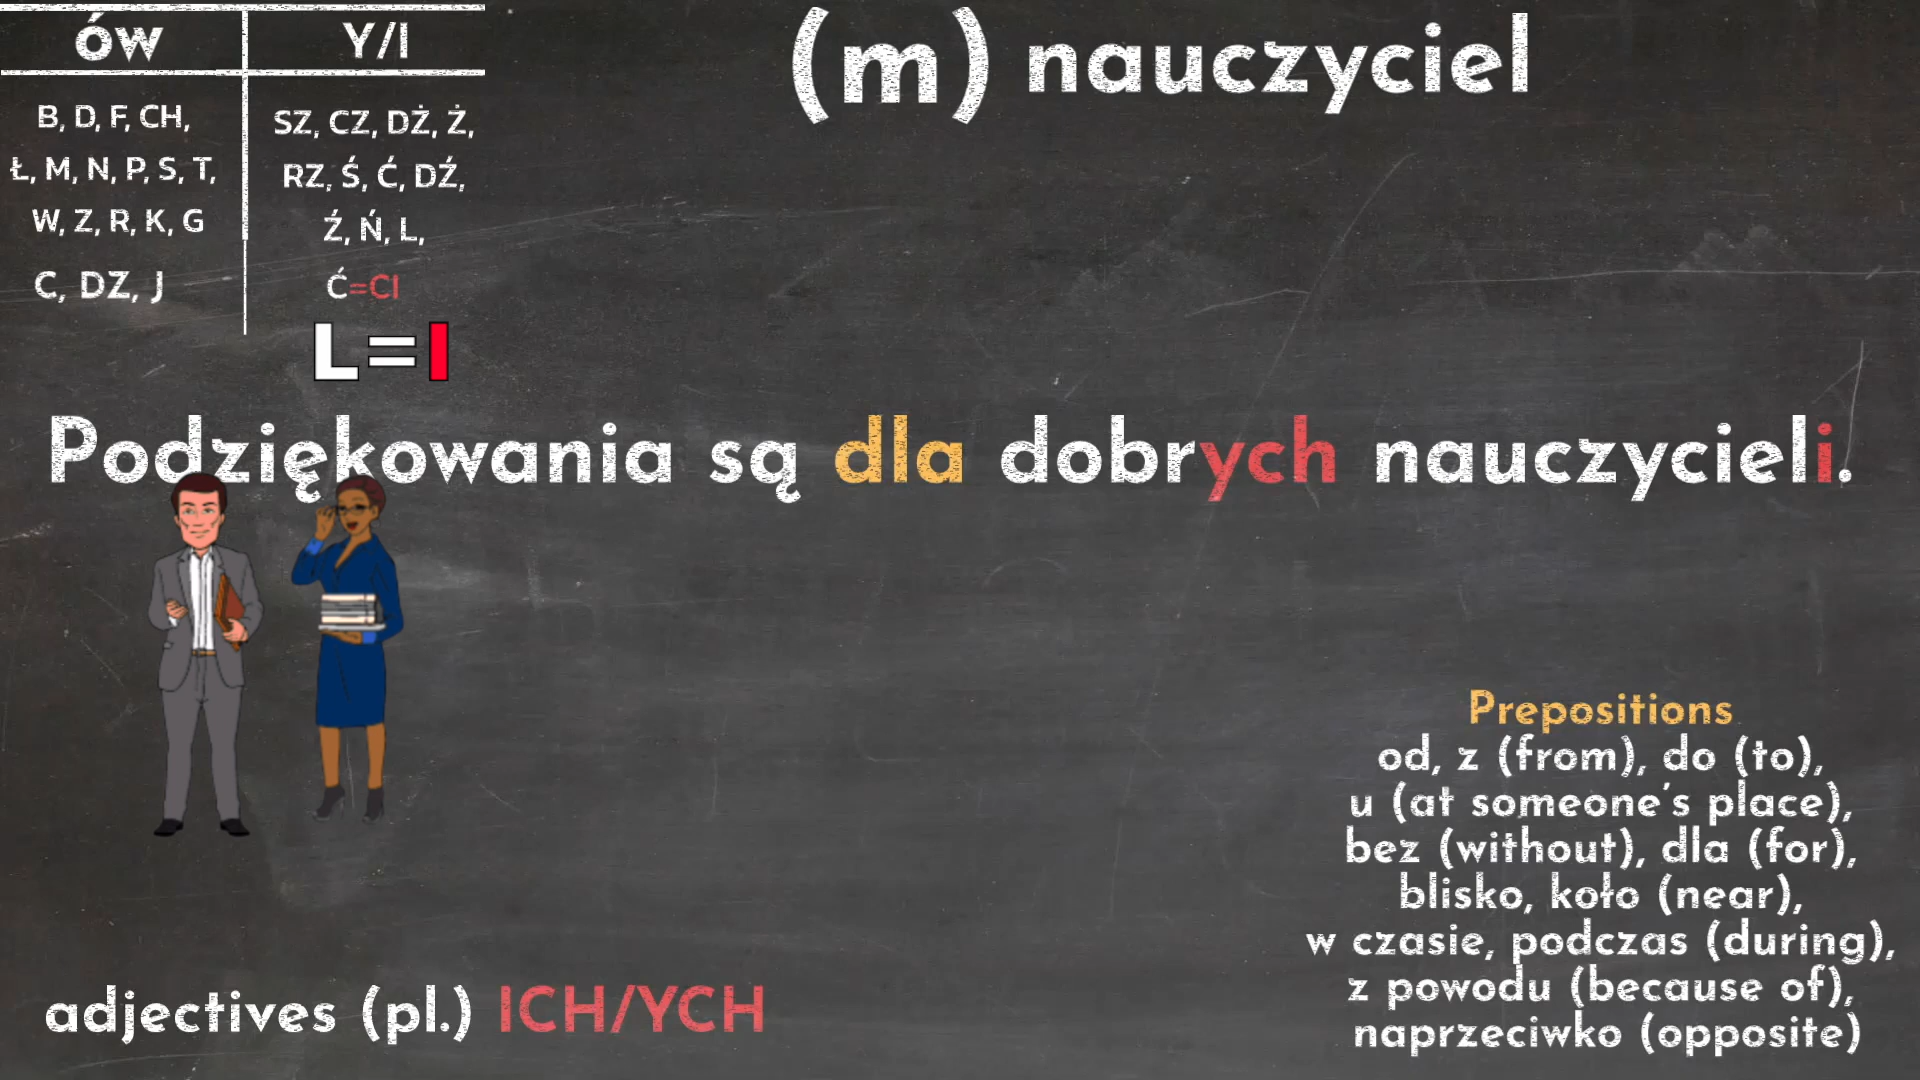 ÓW Y/I
B, D, F, CH,
Ł, M, N, P, S, T,
W, Z, R, K, G
C, DZ, J
SZ, CZ, DŻ, Ż,
RZ, Ś, Ć, DŹ,
Ź, Ń, L,
Ć=CI
L=I
(m) nauczyciel
Podziękowania są dla dobrych nauczycieli.
Prepositions
od, z (from), do (to),
u (at someone's place),
bez (without), dla (for),
blisko, koło (near),
w czasie, podczas (during),
z powodu (because of),
naprzeciwko (opposite)
adjectives (pl.) ICH/YCH